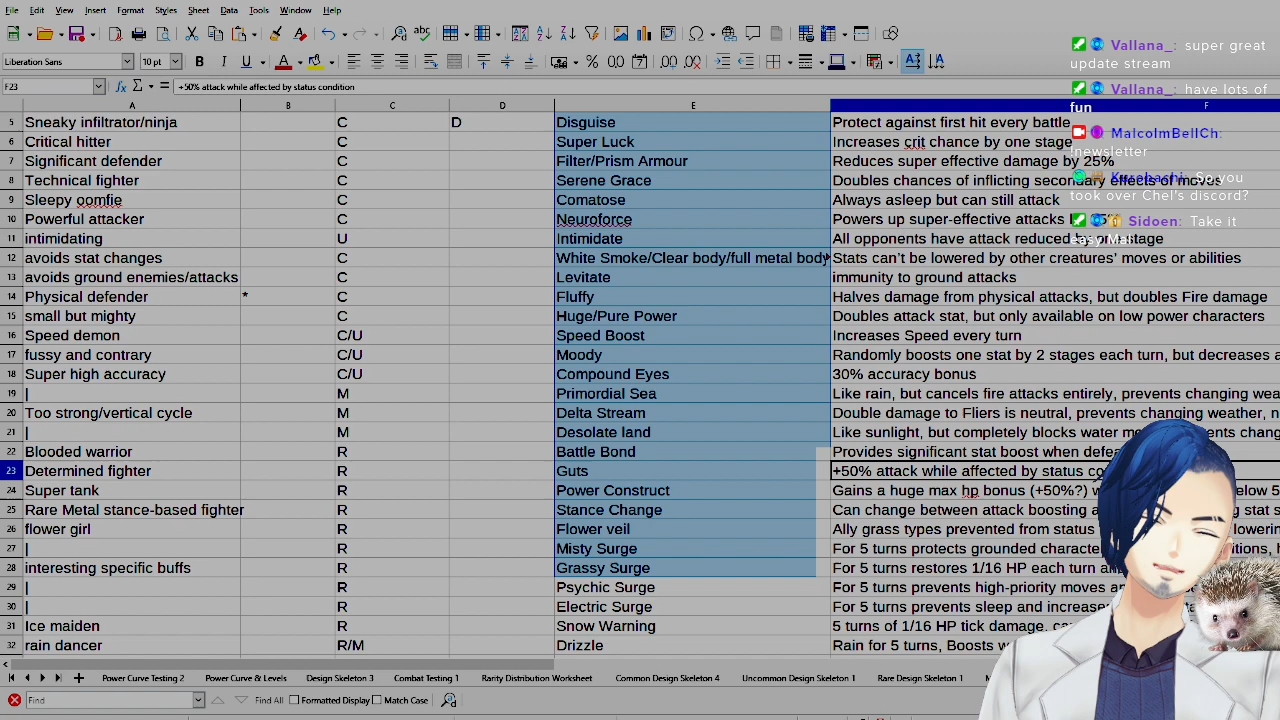 File Edit View Insert Format Styles Sheet Data Tools Window Help
Liberation Sans 10 pt
F23 +50% attack while affected by status condition
A B C D E F
5 Sneaky infiltrator/ninja C D Disguise Protect against first hit every battle
6 Critical hitter C Super Luck Increases crit chance by one stage
7 Significant defender C Filter/Prism Armour Reduces super effective damage by 25%
8 Technical fighter C Serene Grace Doubles chances of inflicting secondary effects of moves
9 Sleepy oomfie C Comatose Always asleep but can still attack
10 Powerful attacker C Neuroforce Powers up super-effective attacks
11 intimidating U Intimidate All opponents have attack reduced by one stage
12 avoids stat changes C White Smoke/Clear body/full metal body Stats can't be lowered by other creatures' moves or abilities
13 avoids ground enemies/attacks C Levitate immunity to ground attacks
14 Physical defender * C Fluffy Halves damage from physical attacks, but doubles Fire damage
15 small but mighty C Huge/Pure Power Doubles attack stat, but only available on low power characters
16 Speed demon C/U Speed Boost Increases Speed every turn
17 fussy and contrary C/U Moody Randomly boosts one stat by 2 stages each turn, but decreases a
18 Super high accuracy C/U Compound Eyes 30% accuracy bonus
19 | M Primordial Sea Like rain, but cancels fire attacks entirely, prevents changing wea
20 Too strong/vertical cycle M Delta Stream Double damage to Fliers is neutral, prevents changing weather, n
21 | M Desolate land Like sunlight, but completely blocks water
22 Blooded warrior R Battle Bond Provides significant stat boost when
23 Determined fighter R Guts +50% attack while affected by status
24 Super tank R Power Construct Gains a huge max hp bonus (+50%?)
25 Rare Metal stance-based fighter R Stance Change Can change between attack boosting
26 flower girl R Flower veil Ally grass types prevented from status
27 | R Misty Surge For 5 turns protects grounded
28 interesting specific buffs R Grassy Surge For 5 turns restores 1/16 HP each turn
29 | R Psychic Surge For 5 turns prevents high-priority moves
30 | R Electric Surge For 5 turns prevents sleep and
31 Ice maiden R Snow Warning 5 turns of 1/16 HP tick damage.
32 rain dancer R/M Drizzle Rain for 5 turns, Boosts
Power Curve Testing 2 Power Curve & Levels Design Skeleton 3 Combat Testing 1 Rarity Distribution Worksheet Common Design Skeleton 4 Uncommon Design Skeleton 1 Rare Design Skeleton 1
Find Find All Formatted Display Match Case
Vallana_: super great
update stream
Vallana_: have lots of
fun
MalcolmBellCh:
!newsletter
Kurobachi: So you
took over Chel's discord?
Sidoen: Take it
easy Mal!